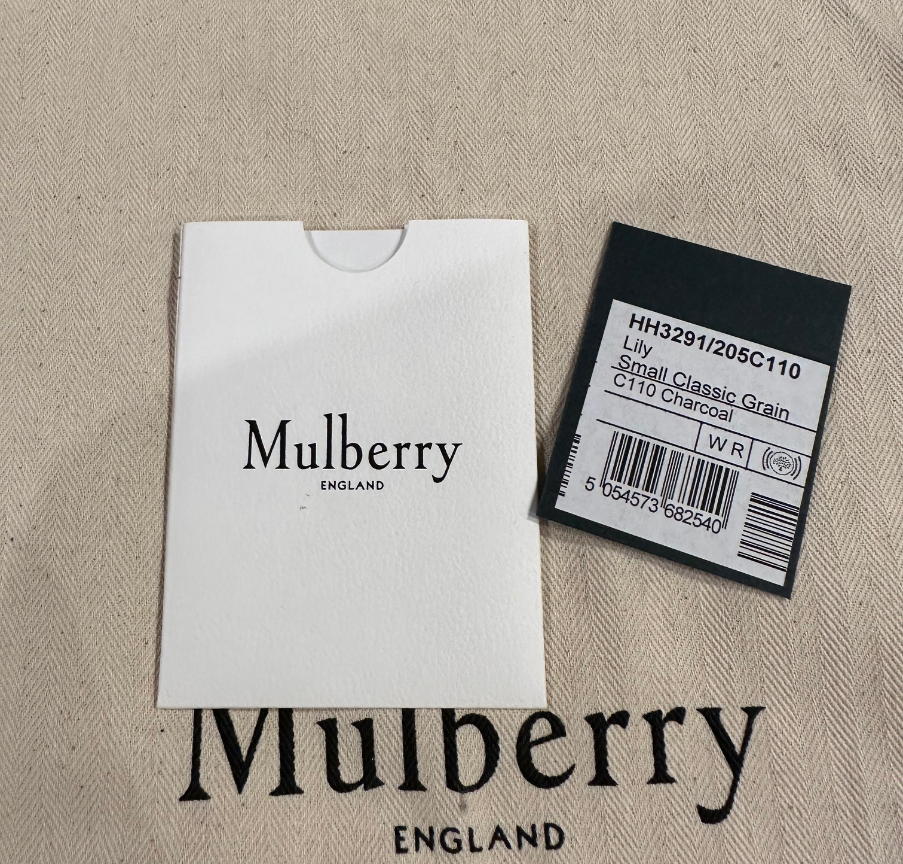 Mulberry
ENGLAND
HH3291/205C110
Lily
Small Classic Grain
C110 Charcoal
W R
5 054573 682540
Mulberry
ENGLAND